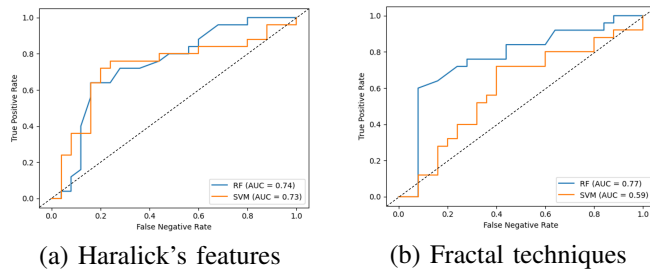 1.0
0.8
0.6
0.4
0.2
0.0
True Positive Rate
0.0 0.2 0.4 0.6 0.8 1.0
False Negative Rate
RF (AUC = 0.74)
SVM (AUC = 0.73)
(a) Haralick's features
1.0
0.8
0.6
0.4
0.2
0.0
True Positive Rate
0.0 0.2 0.4 0.6 0.8 1.0
False Negative Rate
RF (AUC = 0.77)
SVM (AUC = 0.59)
(b) Fractal techniques